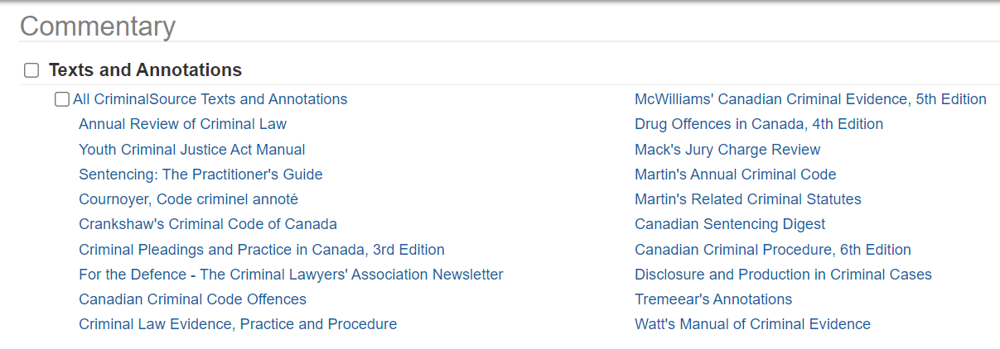 Commentary
Texts and Annotations
All CriminalSource Texts and Annotations
Annual Review of Criminal Law
Youth Criminal Justice Act Manual
Sentencing: The Practitioner's Guide
Cournoyer, Code criminel annoté
Crankshaw's Criminal Code of Canada
Criminal Pleadings and Practice in Canada, 3rd Edition
For the Defence - The Criminal Lawyers' Association Newsletter
Canadian Criminal Code Offences
Criminal Law Evidence, Practice and Procedure
McWilliams' Canadian Criminal Evidence, 5th Edition
Drug Offences in Canada, 4th Edition
Mack's Jury Charge Review
Martin's Annual Criminal Code
Martin's Related Criminal Statutes
Canadian Sentencing Digest
Canadian Criminal Procedure, 6th Edition
Disclosure and Production in Criminal Cases
Tremeear's Annotations
Watt's Manual of Criminal Evidence